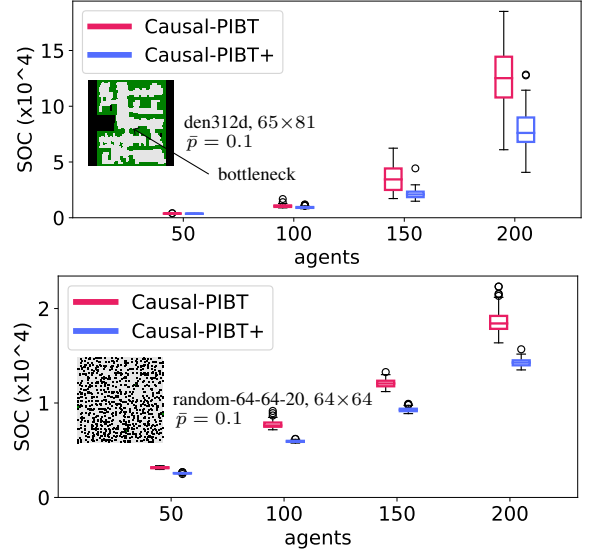 Causal-PIBT
Causal-PIBT+
SOC (x10^4)
15
10
5
0
den312d, 65×81
p̄ = 0.1
bottleneck
50 100 150 200
agents
Causal-PIBT
Causal-PIBT+
SOC (x10^4)
2
1
0
random-64-64-20, 64×64
p̄ = 0.1
50 100 150 200
agents